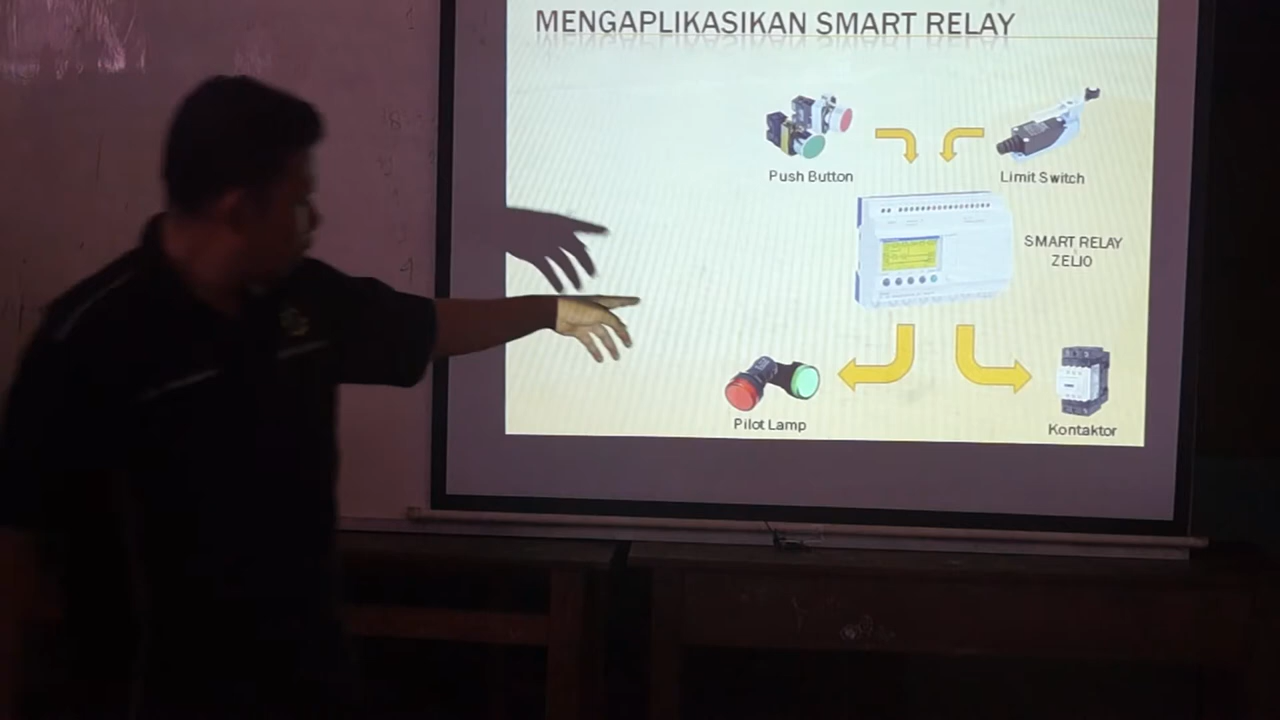 MENGAPLIKASIKAN SMART RELAY
Push Button
Limit Switch
SMART RELAY
ZELIO
Pilot Lamp
Kontaktor